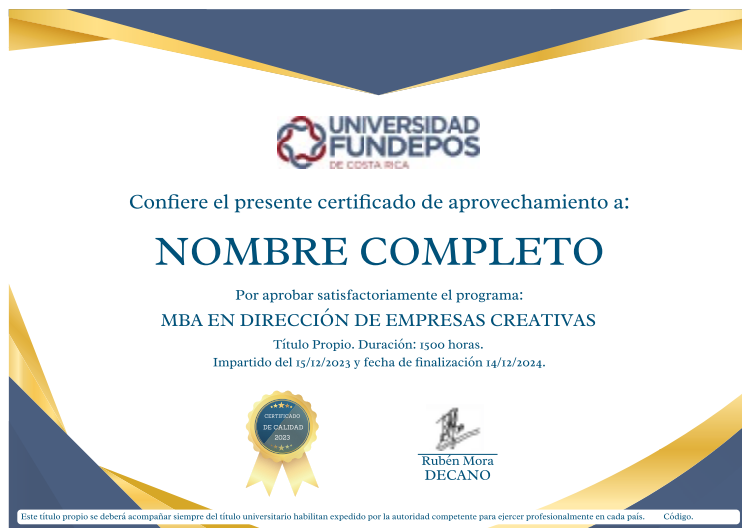 UNIVERSIDAD
FUNDEPOS
DE COSTA RICA
Confiere el presente certificado de aprovechamiento a:
NOMBRE COMPLETO
Por aprobar satisfactoriamente el programa:
MBA EN DIRECCIÓN DE EMPRESAS CREATIVAS
Título Propio. Duración: 1500 horas.
Impartido del 15/12/2023 y fecha de finalización 14/12/2024.
CERTIFICADO
DE CALIDAD
2023
Rubén Mora
DECANO
Este título propio se deberá acompañar siempre del título universitario habilitan expedido por la autoridad competente para ejercer profesionalmente en cada país. Código.